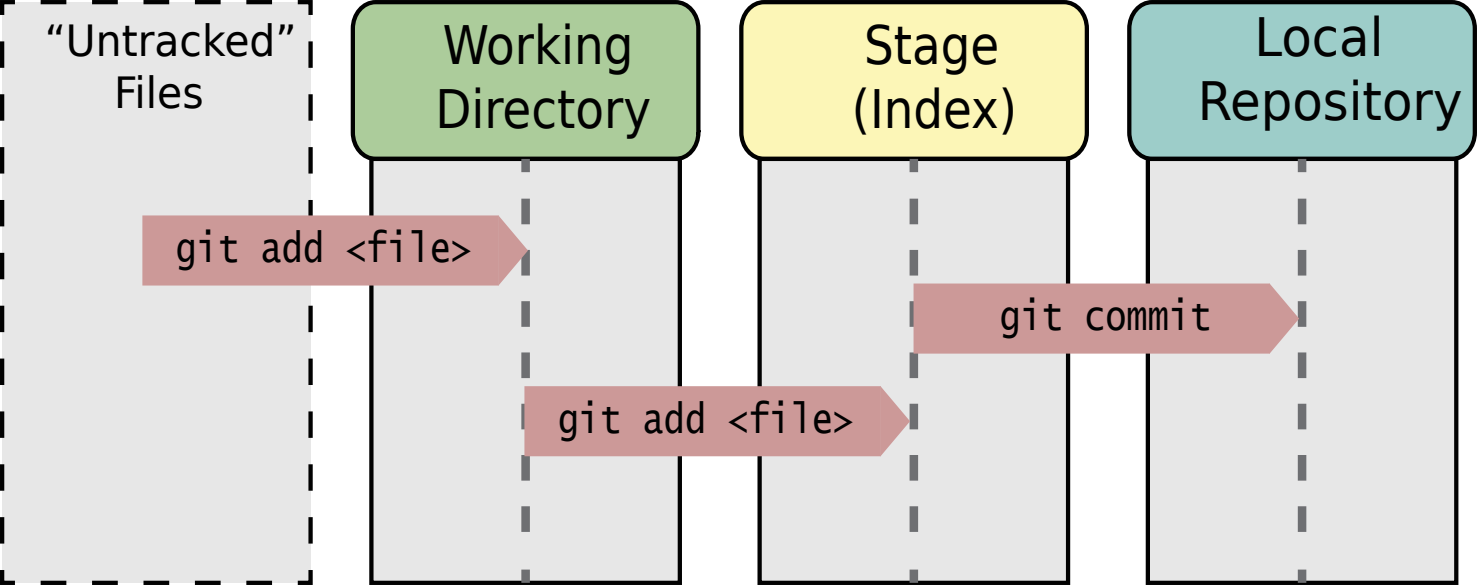 “Untracked”
Files
Working
Directory
Stage
(Index)
Local
Repository
git add <file>
git commit
git add <file>